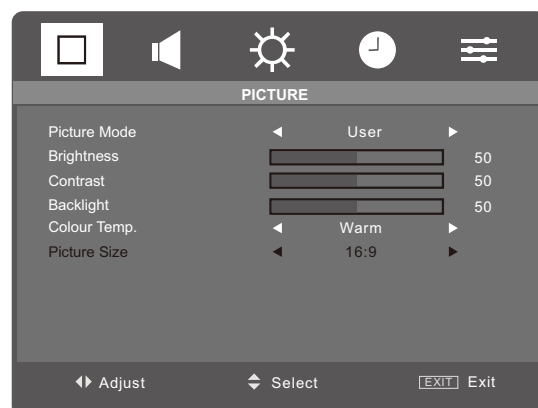 PICTURE
Picture Mode User
Brightness 50
Contrast 50
Backlight 50
Colour Temp. Warm
Picture Size 16:9
Adjust Select EXIT Exit